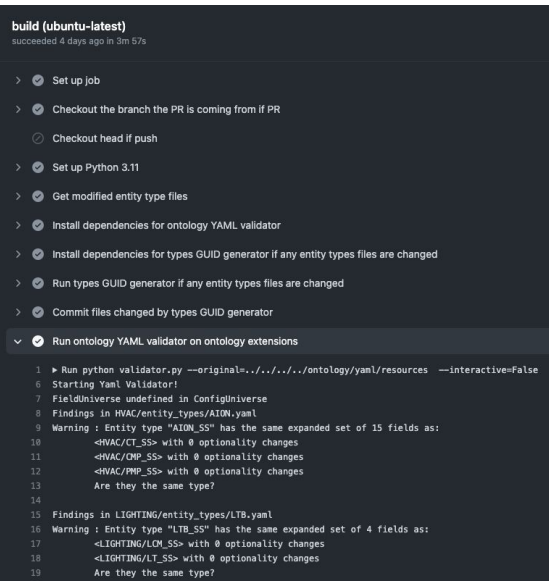 build (ubuntu-latest)
succeeded 4 days ago in 3m 57s
Set up job
Checkout the branch the PR is coming from if PR
Checkout head if push
Set up Python 3.11
Get modified entity type files
Install dependencies for ontology YAML validator
Install dependencies for types GUID generator if any entity types files are changed
Run types GUID generator if any entity types files are changed
Commit files changed by types GUID generator
Run ontology YAML validator on ontology extensions
1 ▶ Run python validator.py --original=../../../../ontology/yaml/resources  --interactive=False
6 Starting Yaml Validator!
7 FieldUniverse undefined in ConfigUniverse
8 Findings in HVAC/entity_types/AION.yaml
9 Warning : Entity type "AION_SS" has the same expanded set of 15 fields as:
10 <HVAC/CT_SS> with 0 optionality changes
11 <HVAC/CMP_SS> with 0 optionality changes
12 <HVAC/PMP_SS> with 0 optionality changes
13 Are they the same type?
14
15 Findings in LIGHTING/entity_types/LTB.yaml
16 Warning : Entity type "LTB_SS" has the same expanded set of 4 fields as:
17 <LIGHTING/LCM_SS> with 0 optionality changes
18 <LIGHTING/LT_SS> with 0 optionality changes
19 Are they the same type?